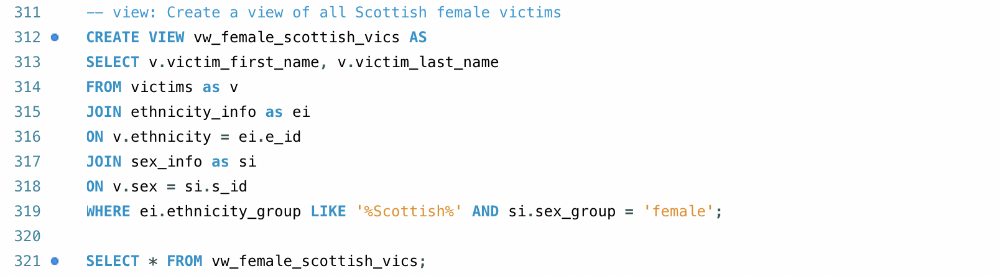 311 -- view: Create a view of all Scottish female victims
312 CREATE VIEW vw_female_scottish_vics AS
313 SELECT v.victim_first_name, v.victim_last_name
314 FROM victims as v
315 JOIN ethnicity_info as ei
316 ON v.ethnicity = ei.e_id
317 JOIN sex_info as si
318 ON v.sex = si.s_id
319 WHERE ei.ethnicity_group LIKE '%Scottish%' AND si.sex_group = 'female';
320
321 SELECT * FROM vw_female_scottish_vics;